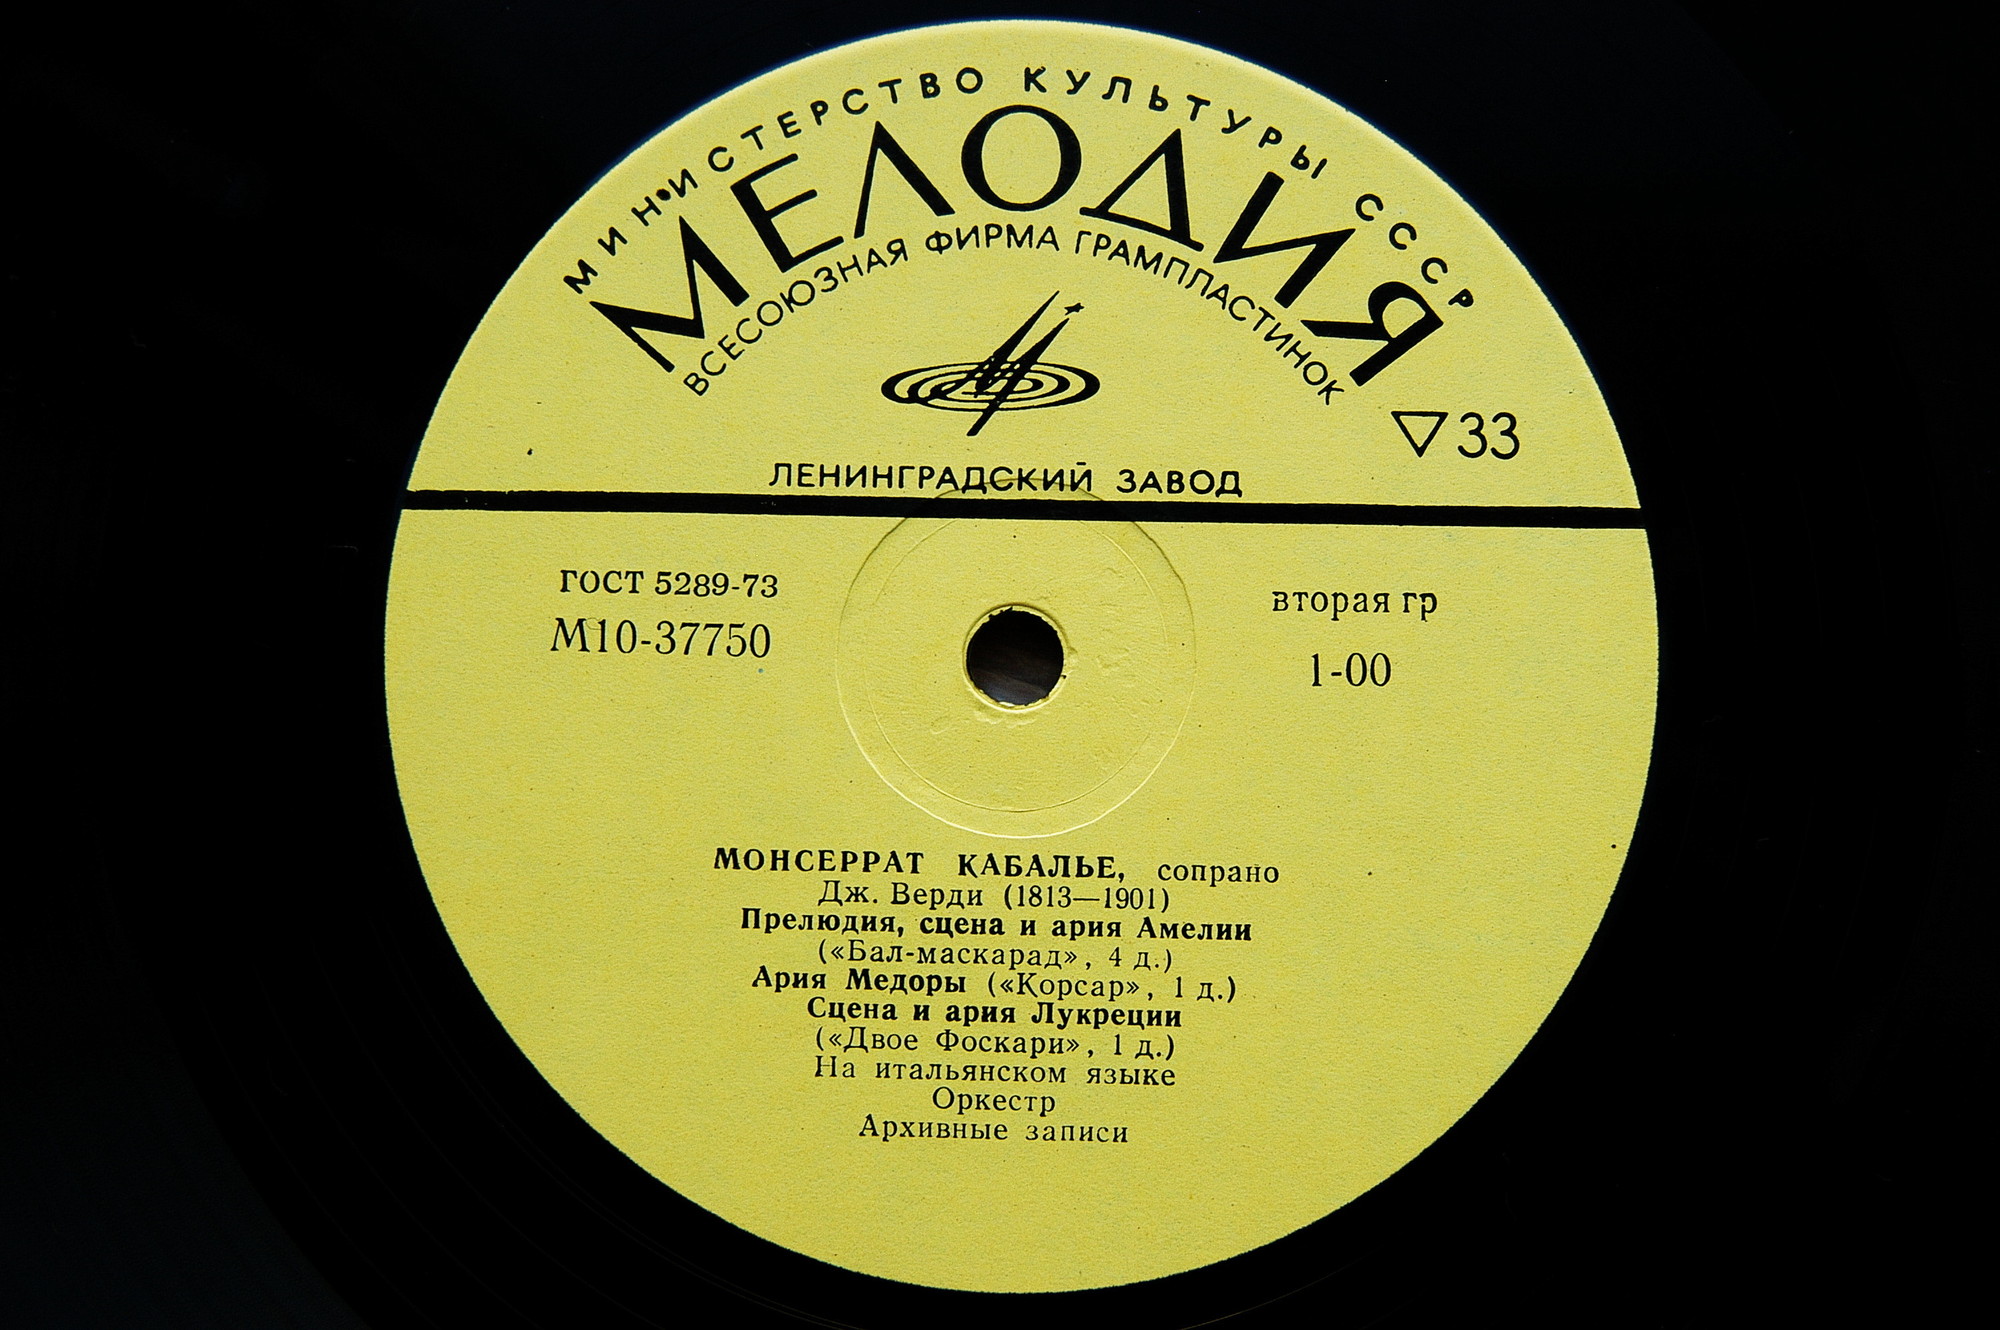 МИНИСТЕРСТВО КУЛЬТУРЫ СССР
МЕЛОДИЯ
ВСЕСОЮЗНАЯ ФИРМА ГРАМПЛАСТИНОК
▽33
ЛЕНИНГРАДСКИЙ ЗАВОД
ГОСТ 5289-73
М10-37750
вторая гр
1-00
МОНСЕРРАТ КАБАЛЬЕ, сопрано
Дж. Верди (1813—1901)
Прелюдия, сцена и ария Амелии
(«Бал-маскарад», 4 д.)
Ария Медоры («Корсар», 1 д.)
Сцена и ария Лукреции
(«Двое Фоскари», 1 д.)
На итальянском языке
Оркестр
Архивные записи